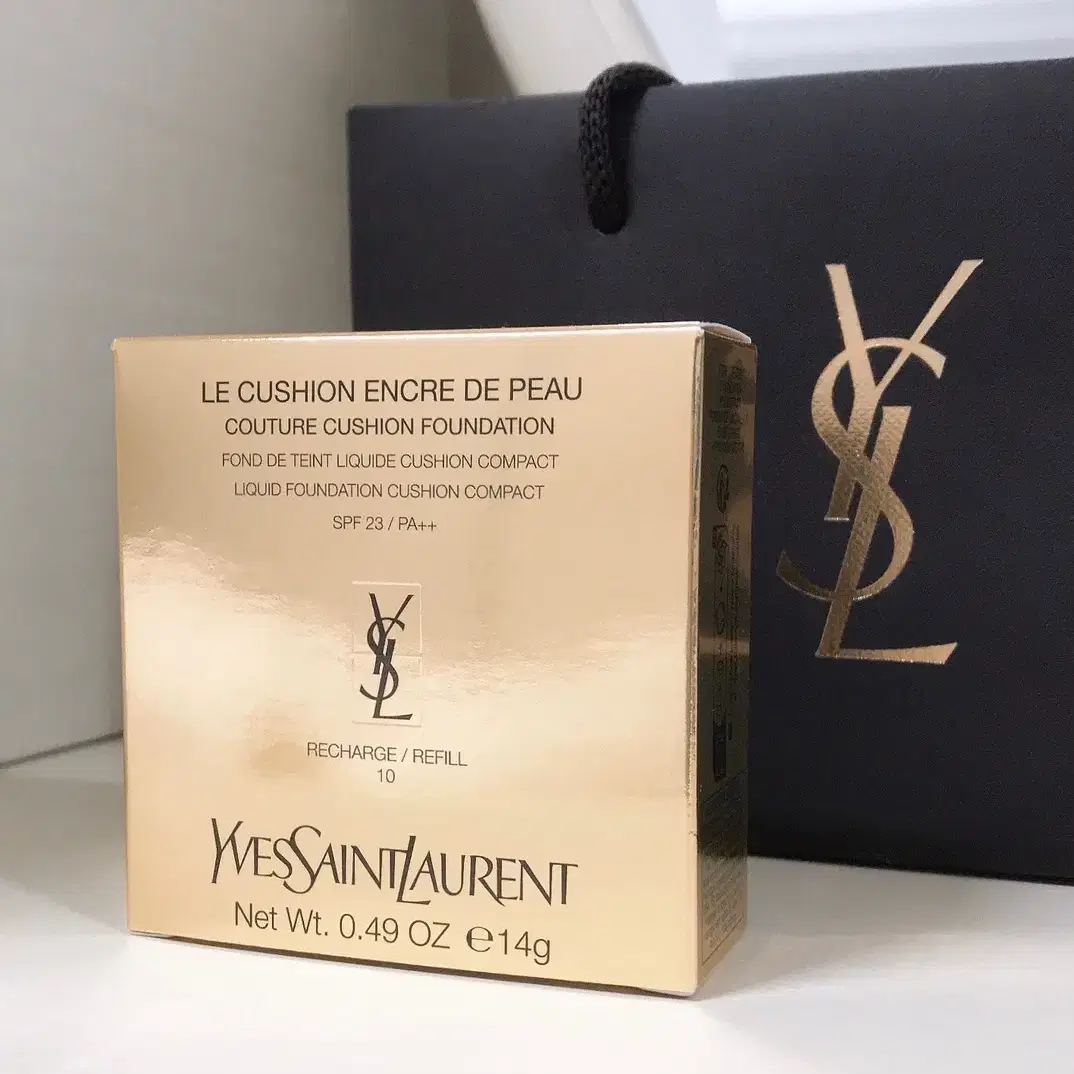 LE CUSHION ENCRE DE PEAU
COUTURE CUSHION FOUNDATION
FOND DE TEINT LIQUIDE CUSHION COMPACT
LIQUID FOUNDATION CUSHION COMPACT
SPF 23 / PA++
YSL
RECHARGE / REFILL
10
YVESSAINTLAURENT
Net Wt. 0.49 OZ ℮14g
YSL